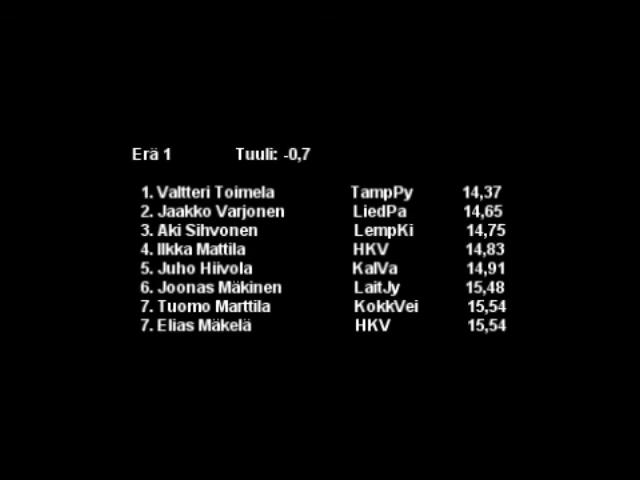 Erä 1 Tuuli: -0,7
1. Valtteri Toimela TampPy 14,37
2. Jaakko Varjonen LiedPa 14,65
3. Aki Sihvonen LempKi 14,75
4. Ilkka Mattila HKV 14,83
5. Juho Hiivola KalVa 14,91
6. Joonas Mäkinen LaitJy 15,48
7. Tuomo Marttila KokkVei 15,54
7. Elias Mäkelä HKV 15,54